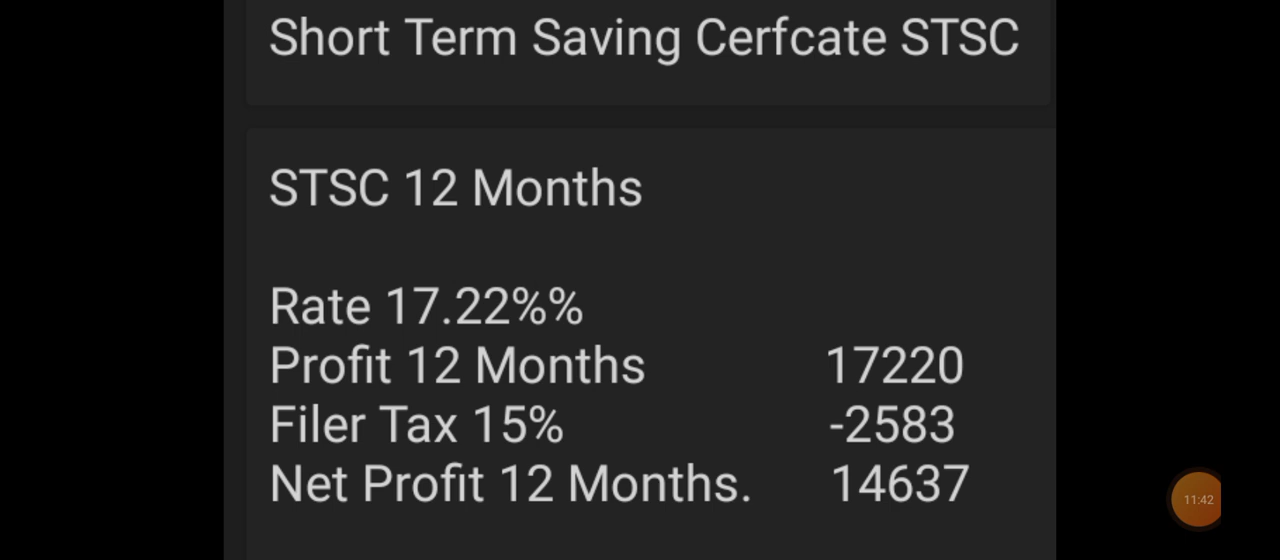 Short Term Saving Cerfcate STSC
STSC 12 Months
Rate 17.22%%
Profit 12 Months 17220
Filer Tax 15% -2583
Net Profit 12 Months. 14637
11:42